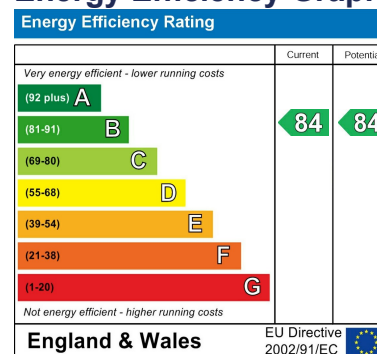 Energy Efficiency Rating
Current
Very energy efficient - lower running costs
(92 plus) A
(81-91) B
84
84
(69-80) C
(55-68) D
(39-54) E
(21-38) F
(1-20) G
Not energy efficient - higher running costs
England & Wales
EU Directive
2002/91/EC